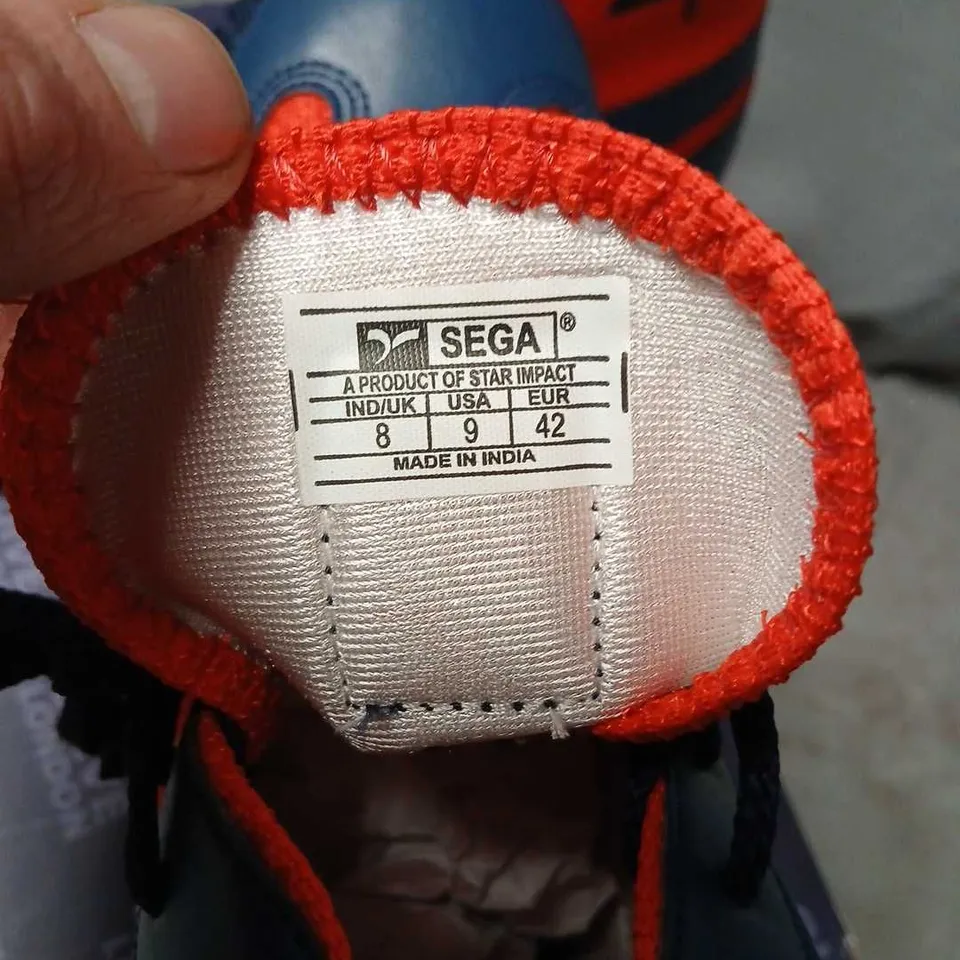 SEGA ®
A PRODUCT OF STAR IMPACT
IND/UK USA EUR
8 9 42
MADE IN INDIA